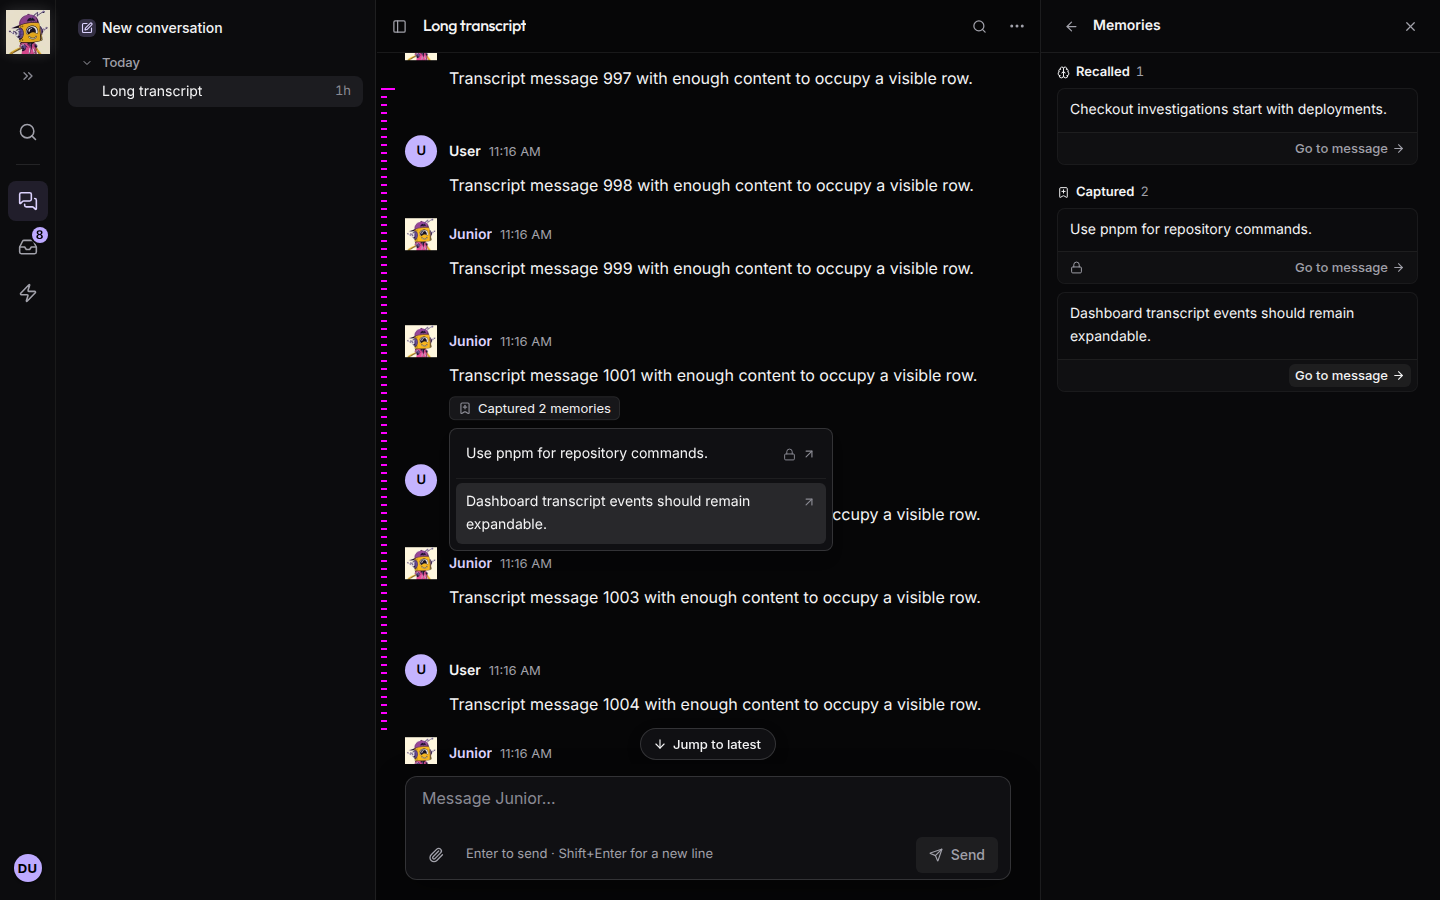 New conversation
Today
Long transcript
1h
8
DU
Long transcript
Transcript message 997 with enough content to occupy a visible row.
U
User 11:16 AM
Transcript message 998 with enough content to occupy a visible row.
Junior 11:16 AM
Transcript message 999 with enough content to occupy a visible row.
Junior 11:16 AM
Transcript message 1001 with enough content to occupy a visible row.
Captured 2 memories
Use pnpm for repository commands.
U
Dashboard transcript events should remain
expandable.
ccupy a visible row.
Junior 11:16 AM
Transcript message 1003 with enough content to occupy a visible row.
U
User 11:16 AM
Transcript message 1004 with enough content to occupy a visible row.
Junior 11:16 AM
Jump to latest
Message Junior...
Enter to send · Shift+Enter for a new line
Send
Memories
Recalled 1
Checkout investigations start with deployments.
Go to message
Captured 2
Use pnpm for repository commands.
Go to message
Dashboard transcript events should remain
expandable.
Go to message